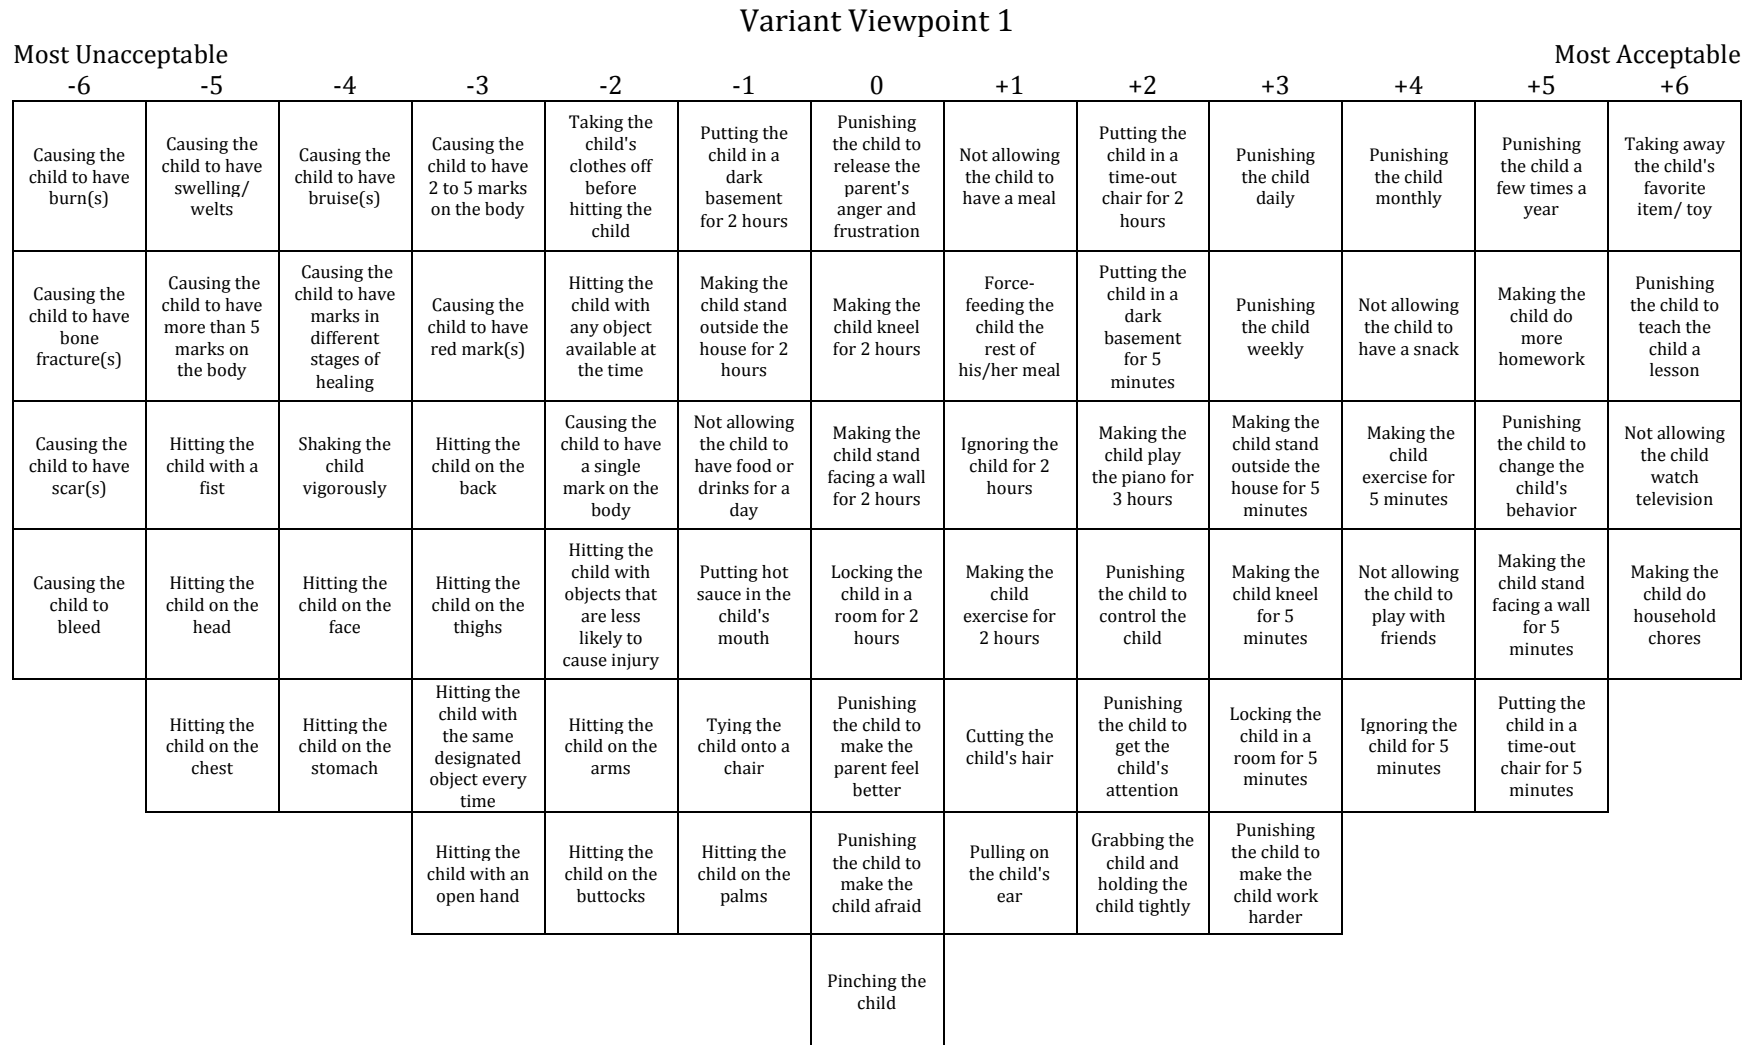 Variant Viewpoint 1
Most Unacceptable
Most Acceptable
-6
-5
-4
-3
-2
-1
0
+1
+2
+3
+4
+5
+6
Causing the
child to have
burn(s)
Causing the
child to have
swelling/
welts
Causing the
child to have
bruise(s)
Causing the
child to have
2 to 5 marks
on the body
Taking the
child's
clothes off
before
hitting the
child
Putting the
child in a
dark
basement
for 2 hours
Punishing
the child to
release the
parent's
anger and
frustration
Not allowing
the child to
have a meal
Putting the
child in a
time-out
chair for 2
hours
Punishing
the child
daily
Punishing
the child
monthly
Punishing
the child a
few times a
year
Taking away
the child's
favorite
item/ toy
Causing the
child to have
bone
fracture(s)
Causing the
child to have
more than 5
marks on
the body
Causing the
child to have
marks in
different
stages of
healing
Causing the
child to have
red mark(s)
Hitting the
child with
any object
available at
the time
Making the
child stand
outside the
house for 2
hours
Making the
child kneel
for 2 hours
Force-
feeding the
child the
rest of
his/her meal
Putting the
child in a
dark
basement
for 5
minutes
Punishing
the child
weekly
Not allowing
the child to
have a snack
Making the
child do
more
homework
Punishing
the child to
teach the
child a
lesson
Causing the
child to have
scar(s)
Hitting the
child with a
fist
Shaking the
child
vigorously
Hitting the
child on the
back
Causing the
child to have
a single
mark on the
body
Not allowing
the child to
have food or
drinks for a
day
Making the
child stand
facing a wall
for 2 hours
Ignoring the
child for 2
hours
Making the
child play
the piano for
3 hours
Making the
child stand
outside the
house for 5
minutes
Making the
child
exercise for
5 minutes
Punishing
the child to
change the
child's
behavior
Not allowing
the child
watch
television
Causing the
child to
bleed
Hitting the
child on the
head
Hitting the
child on the
face
Hitting the
child on the
thighs
Hitting the
child with
objects that
are less
likely to
cause injury
Putting hot
sauce in the
child's
mouth
Locking the
child in a
room for 2
hours
Making the
child
exercise for
2 hours
Punishing
the child to
control the
child
Making the
child kneel
for 5
minutes
Not allowing
the child to
play with
friends
Making the
child stand
facing a wall
for 5
minutes
Making the
child do
household
chores
Hitting the
child on the
chest
Hitting the
child on the
stomach
Hitting the
child with
the same
designated
object every
time
Hitting the
child on the
arms
Tying the
child onto a
chair
Punishing
the child to
make the
parent feel
better
Cutting the
child's hair
Punishing
the child to
get the
child's
attention
Locking the
child in a
room for 5
minutes
Ignoring the
child for 5
minutes
Putting the
child in a
time-out
chair for 5
minutes
Hitting the
child with an
open hand
Hitting the
child on the
buttocks
Hitting the
child on the
palms
Punishing
the child to
make the
child afraid
Pulling on
the child's
ear
Grabbing the
child and
holding the
child tightly
Punishing
the child to
make the
child work
harder
Pinching the
child